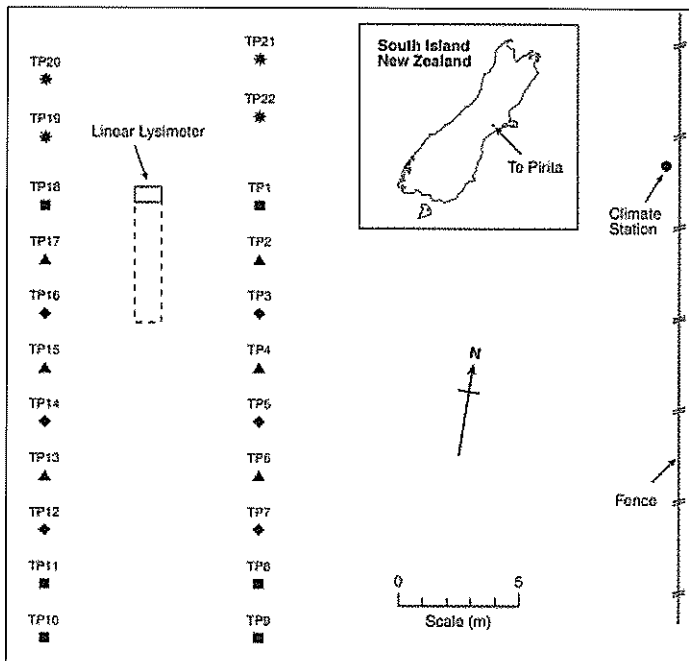 TP20
TP21
TP19
TP22
Linear Lysimeter
TP18
TP1
TP17
TP2
TP16
TP3
TP15
TP4
TP14
TP5
TP13
TP6
TP12
TP7
TP11
TP8
TP10
TP9
South Island
New Zealand
Te Pirita
Climate
Station
N
Fence
0
5
Scale (m)